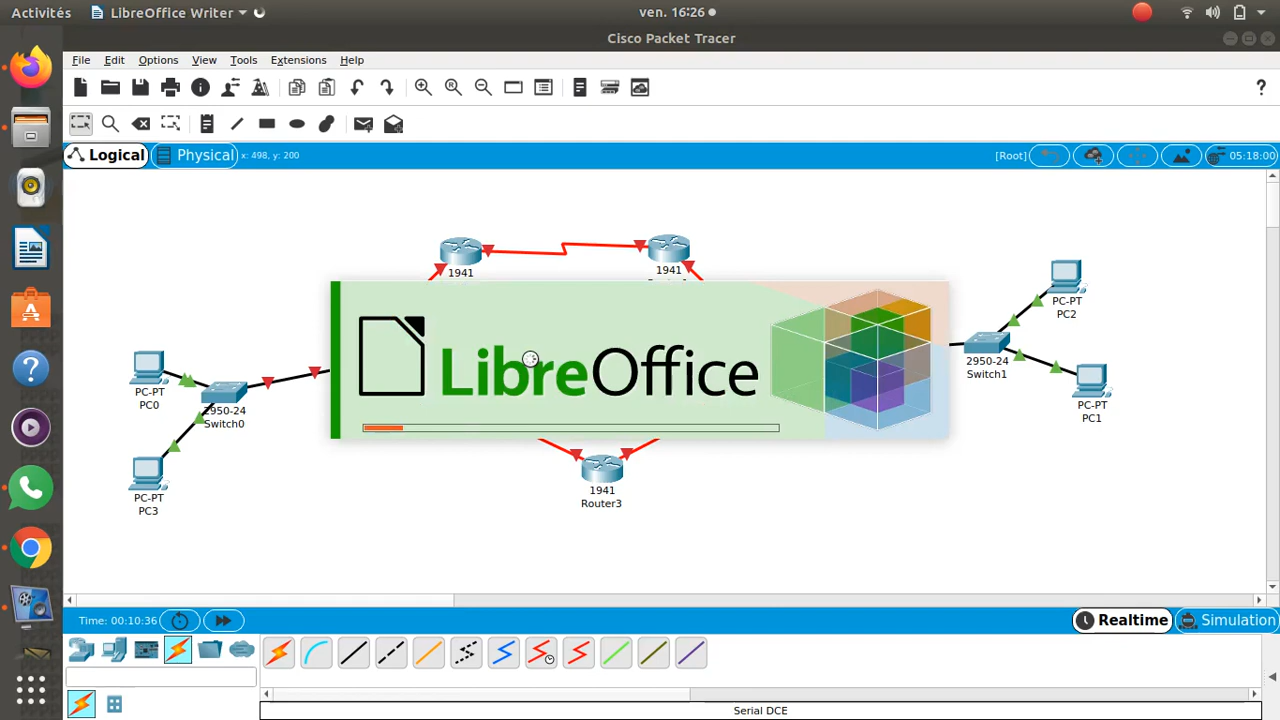 Activités
LibreOffice Writer
ven. 16:26
Cisco Packet Tracer
File Edit Options View Tools Extensions Help
Logical
Physical
x: 498, y: 200
[Root]
05:18:00
1941
1941
PC-PT
PC2
2950-24
Switch1
PC-PT
PC1
PC-PT
PC0
2950-24
Switch0
PC-PT
PC3
LibreOffice
1941
Router3
Time: 00:10:36
Realtime
Simulation
Serial DCE